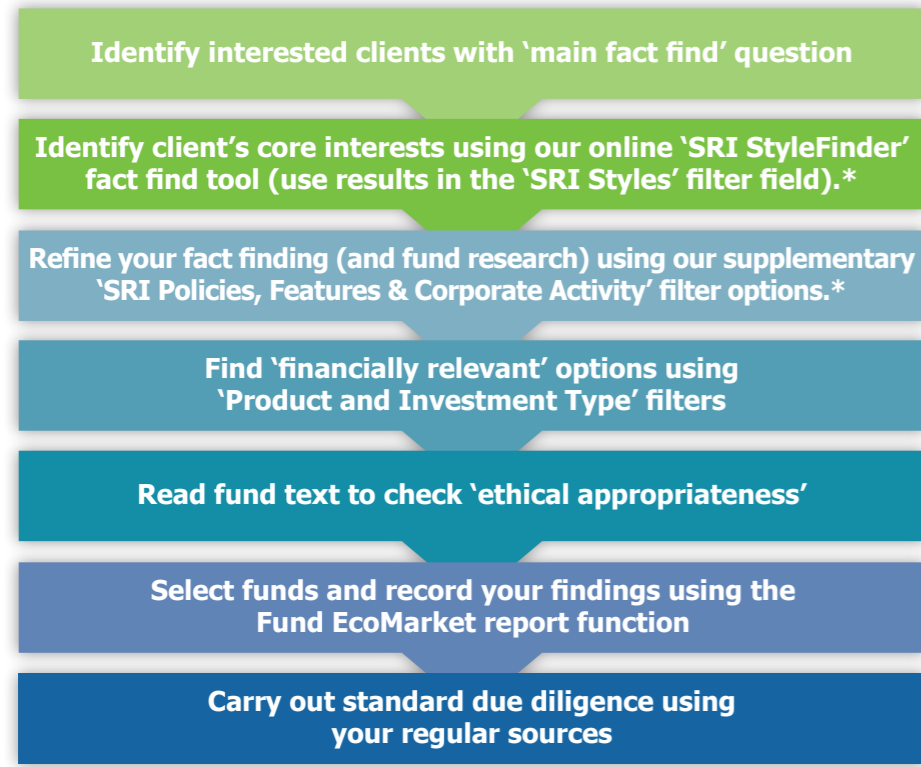 Identify interested clients with ‘main fact find’ question
Identify client’s core interests using our online ‘SRI StyleFinder’
fact find tool (use results in the ‘SRI Styles’ filter field).*
Refine your fact finding (and fund research) using our supplementary
‘SRI Policies, Features & Corporate Activity’ filter options.*
Find ‘financially relevant’ options using
‘Product and Investment Type’ filters
Read fund text to check ‘ethical appropriateness’
Select funds and record your findings using the
Fund EcoMarket report function
Carry out standard due diligence using
your regular sources